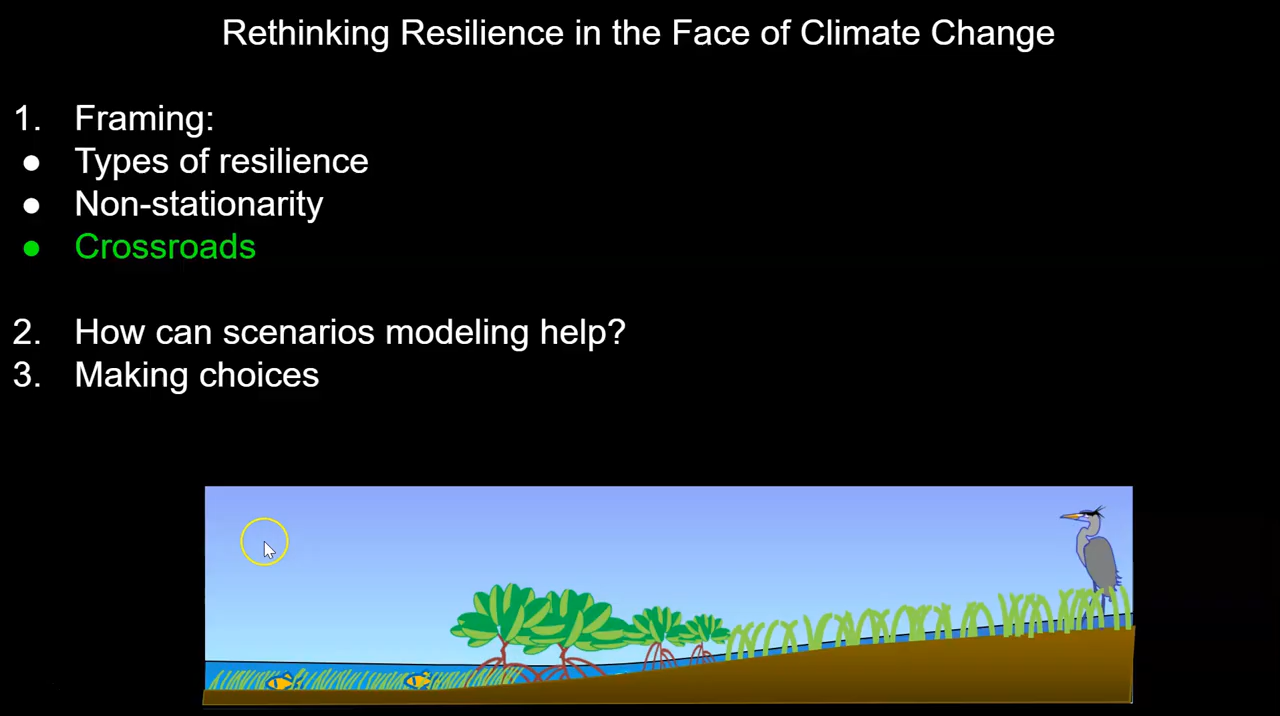 Rethinking Resilience in the Face of Climate Change
1. Framing:
● Types of resilience
● Non-stationarity
● Crossroads
2. How can scenarios modeling help?
3. Making choices